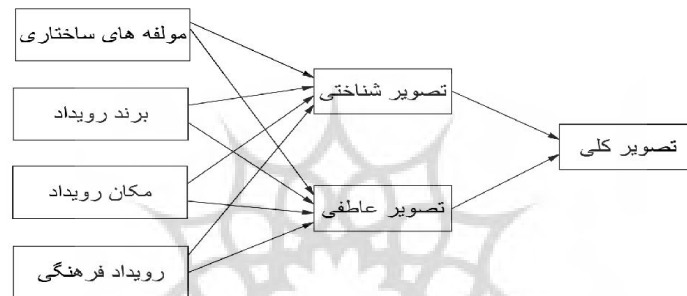 مولفه های ساختاری
برند رویداد
مکان رویداد
رویداد فرهنگی
تصویر شناختی
تصویر عاطفی
تصویر کلی